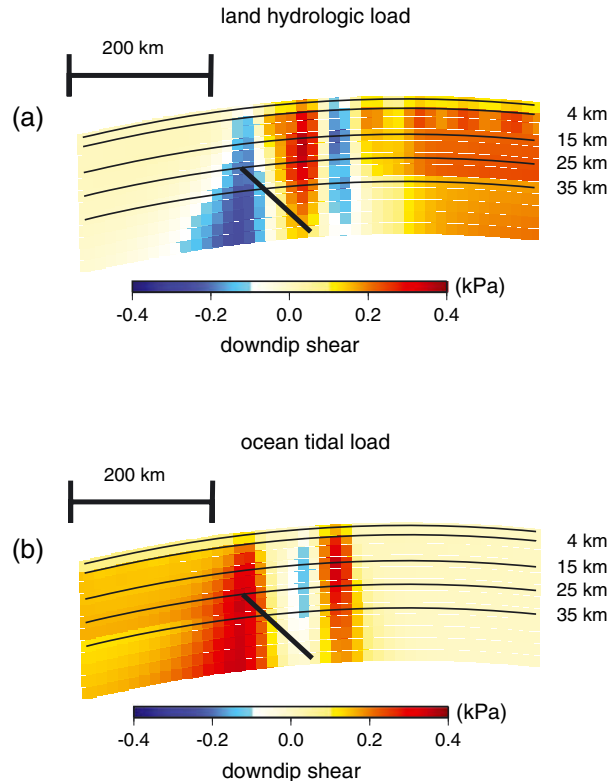 land hydrologic load
200 km
(a)
4 km
15 km
25 km
35 km
(kPa)
-0.4 -0.2 0.0 0.2 0.4
downdip shear
ocean tidal load
200 km
(b)
4 km
15 km
25 km
35 km
(kPa)
-0.4 -0.2 0.0 0.2 0.4
downdip shear